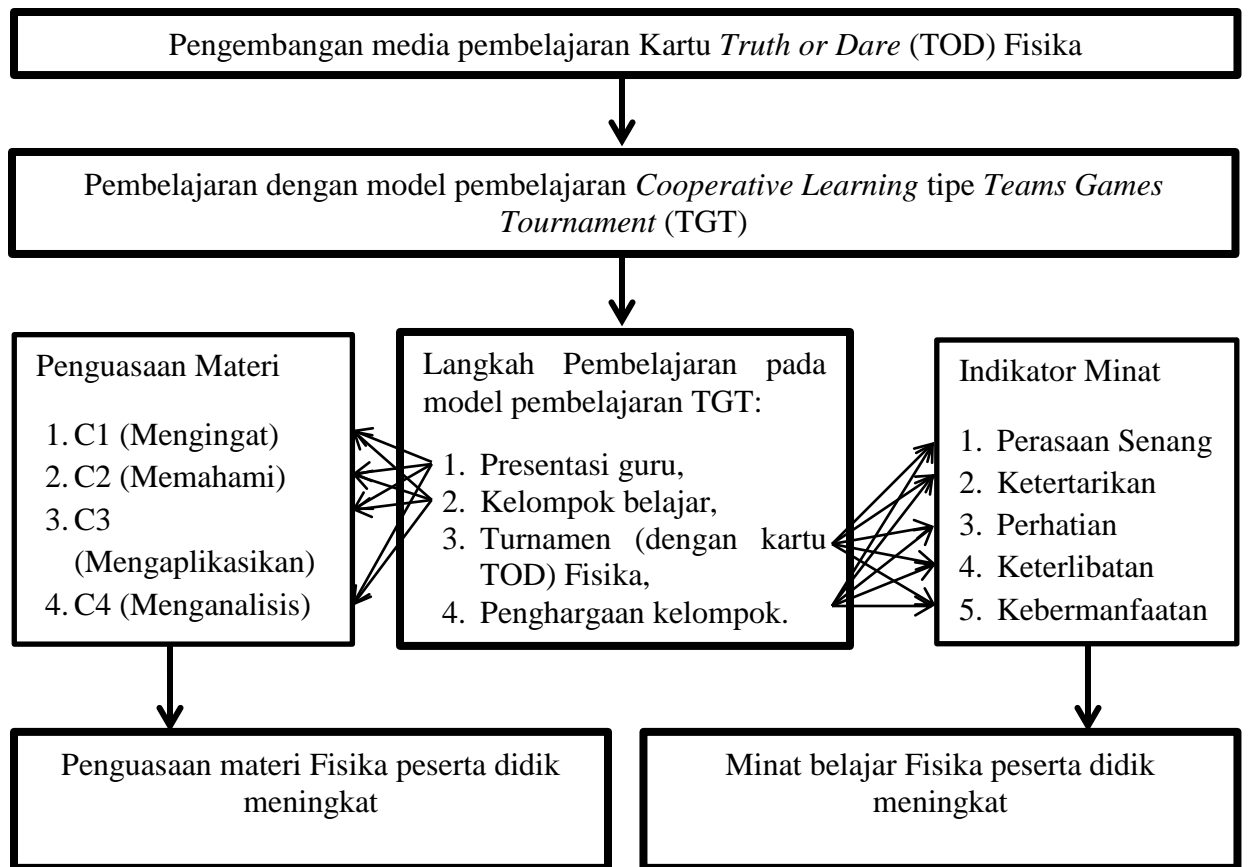 Pengembangan media pembelajaran Kartu Truth or Dare (TOD) Fisika
Pembelajaran dengan model pembelajaran Cooperative Learning tipe Teams Games
Tournament (TGT)
Penguasaan Materi
1. C1 (Mengingat)
2. C2 (Memahami)
3. C3
(Mengaplikasikan)
4. C4 (Menganalisis)
Langkah Pembelajaran pada
model pembelajaran TGT:
1. Presentasi guru,
2. Kelompok belajar,
3. Turnamen (dengan kartu
TOD) Fisika,
4. Penghargaan kelompok.
Indikator Minat
1. Perasaan Senang
2. Ketertarikan
3. Perhatian
4. Keterlibatan
5. Kebermanfaatan
Penguasaan materi Fisika peserta didik
meningkat
Minat belajar Fisika peserta didik
meningkat